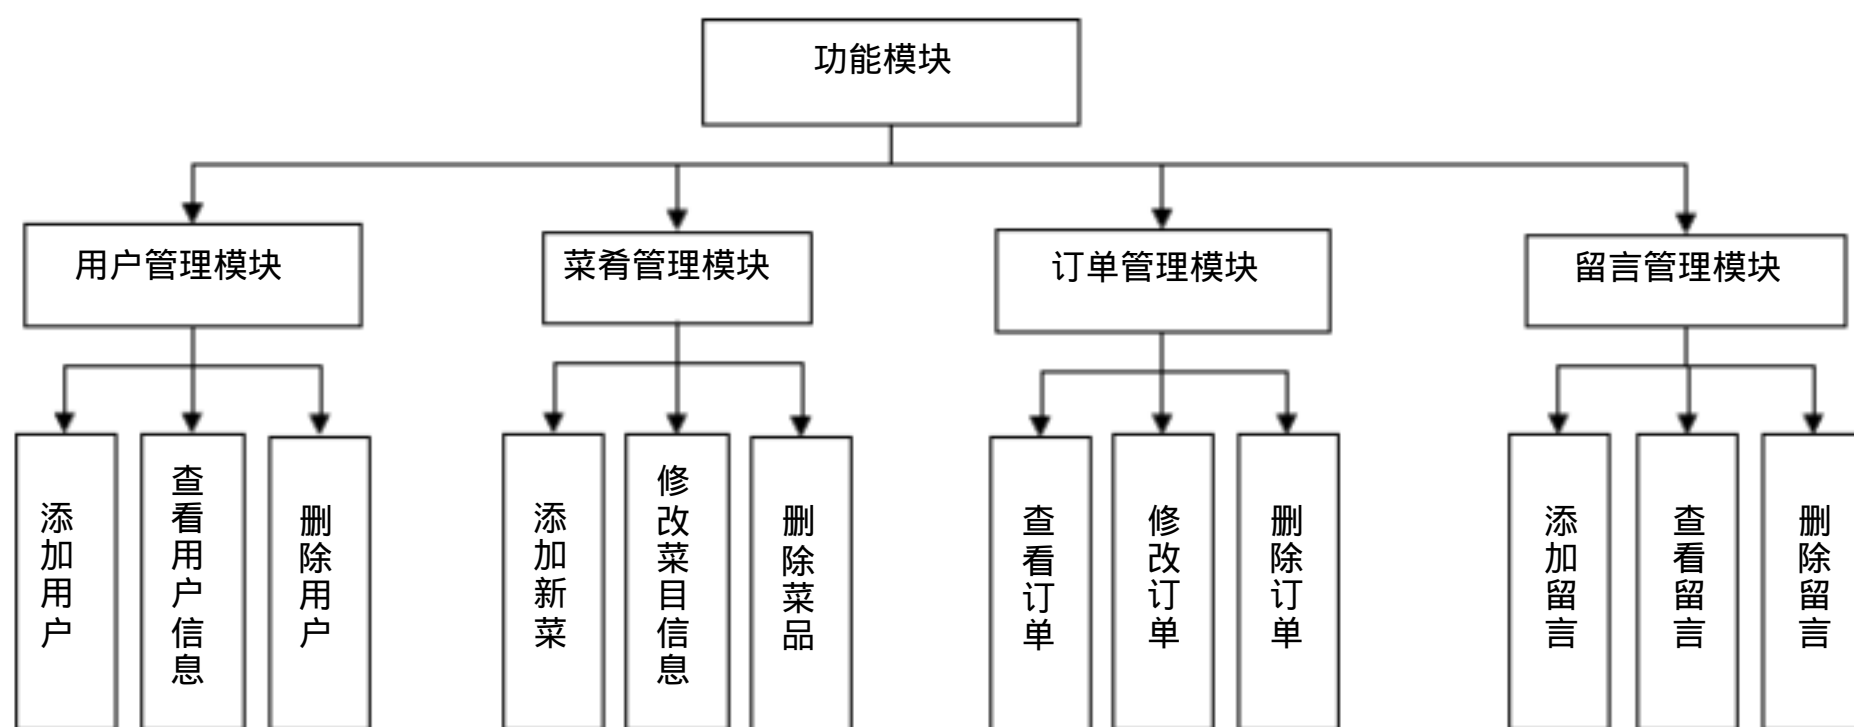 功能模块
用户管理模块
菜肴管理模块
订单管理模块
留言管理模块
添加用户
查看用户信息
删除用户
添加新菜
修改菜目信息
删除菜品
查看订单
修改订单
删除订单
添加留言
查看留言
删除留言